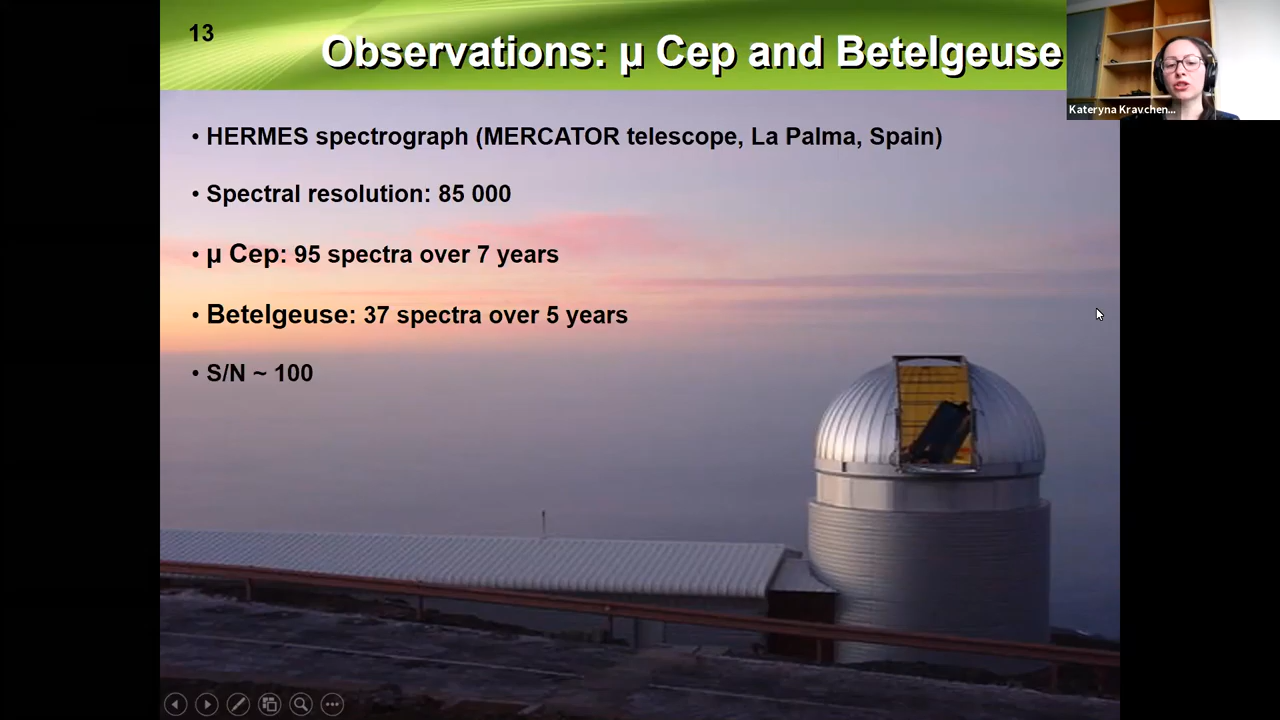 13
Observations: μ Cep and Betelgeuse
Kateryna Kravchen...
• HERMES spectrograph (MERCATOR telescope, La Palma, Spain)
• Spectral resolution: 85 000
• μ Cep: 95 spectra over 7 years
• Betelgeuse: 37 spectra over 5 years
• S/N ~ 100